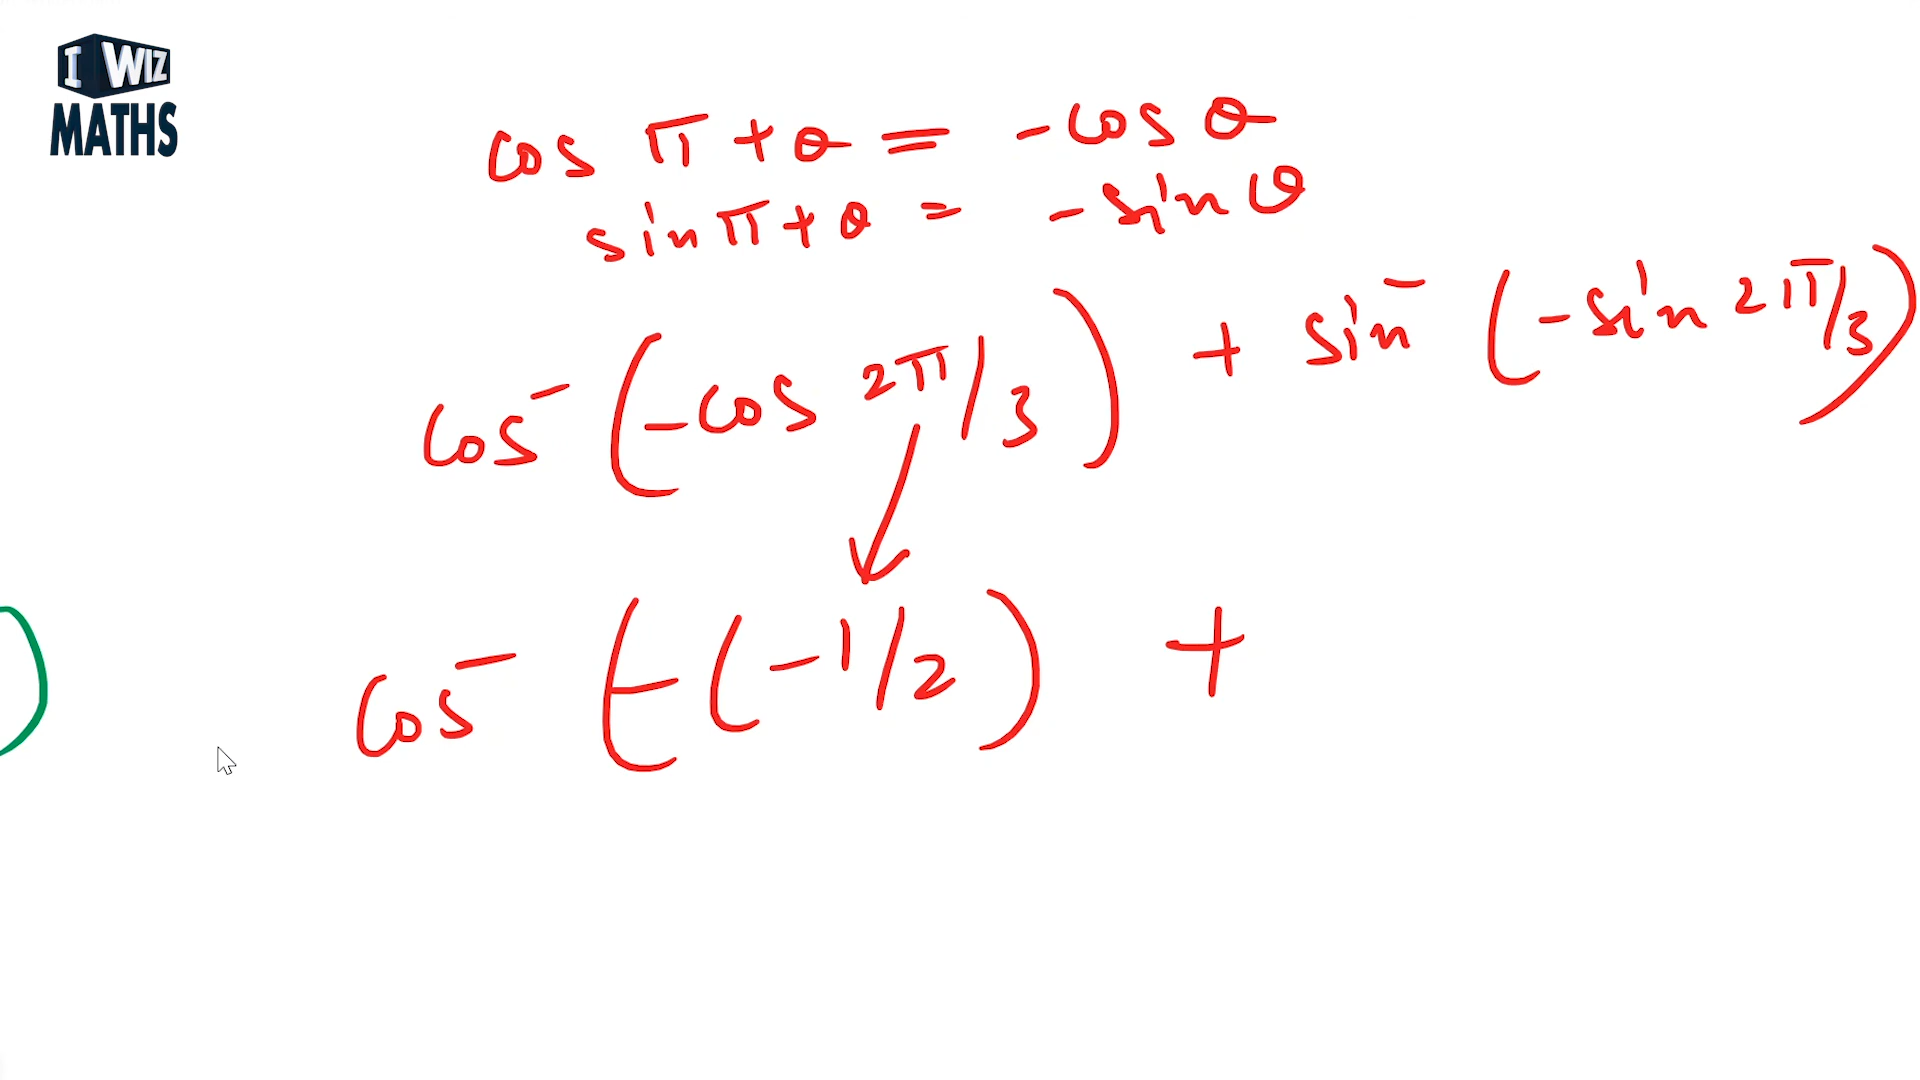 I WIZ
MATHS
cos π + θ = - cos θ
sin π + θ = - sin θ
cos⁻ (- cos 2π/3) + sin⁻ (- sin 2π/3)
cos⁻ (-(-1/2) +